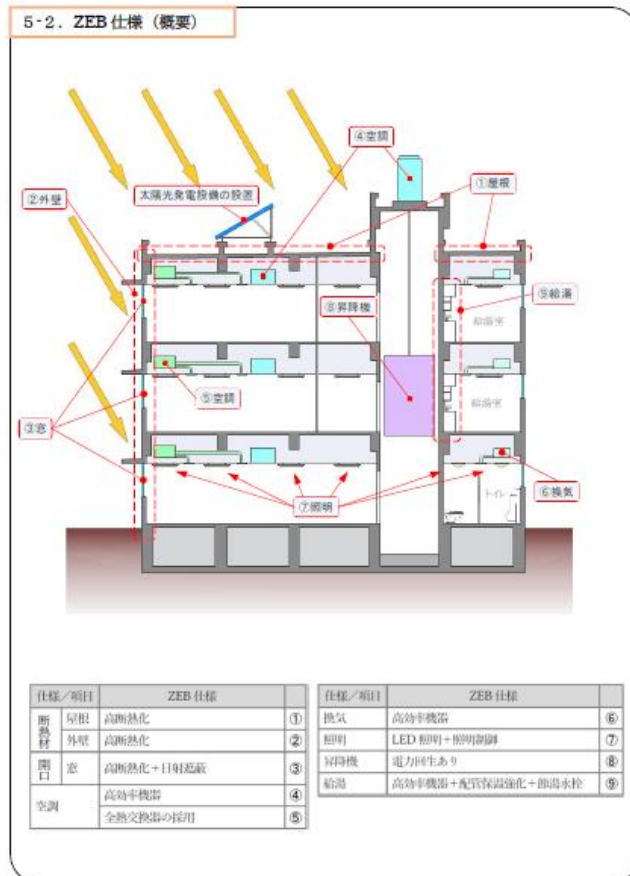 5-2. ZEB仕様（概要）
④空調
①屋根
②外壁
太陽光発電設備の設置
⑨給湯
⑧昇降機
給湯室
⑤空調
③窓
給湯室
⑦照明
トイレ
⑥換気
仕様／項目 ZEB仕様
断熱材 屋根 高断熱化 ①
外壁 高断熱化 ②
開口 窓 高断熱化＋日射遮蔽 ③
空調 高効率機器 ④
全熱交換器の採用 ⑤
仕様／項目 ZEB仕様
換気 高効率機器 ⑥
照明 LED照明＋照明制御 ⑦
昇降機 電力回生あり ⑧
給湯 高効率機器＋配管保温強化＋節湯水栓 ⑨